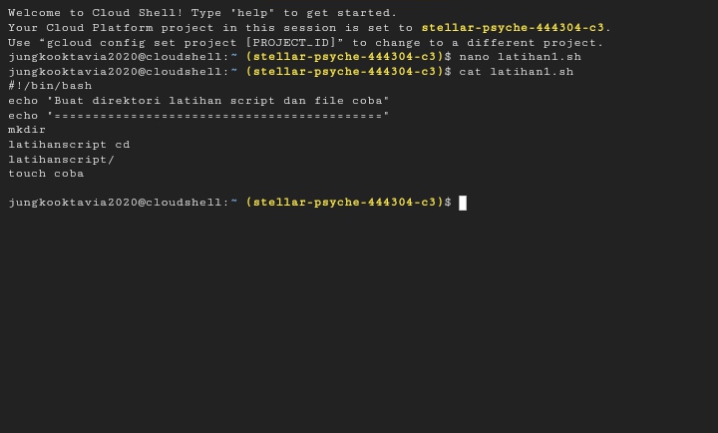 Welcome to Cloud Shell! Type "help" to get started.
Your Cloud Platform project in this session is set to stellar-psyche-444304-c3.
Use “gcloud config set project [PROJECT_ID]” to change to a different project.
jungkooktavia2020@cloudshell:~ (stellar-psyche-444304-c3)$ nano latihan1.sh
jungkooktavia2020@cloudshell:~ (stellar-psyche-444304-c3)$ cat latihan1.sh
#!/bin/bash
echo "Buat direktori latihan script dan file coba"
echo "==========================================="
mkdir
latihanscript cd
latihanscript/
touch coba
jungkooktavia2020@cloudshell:~ (stellar-psyche-444304-c3)$